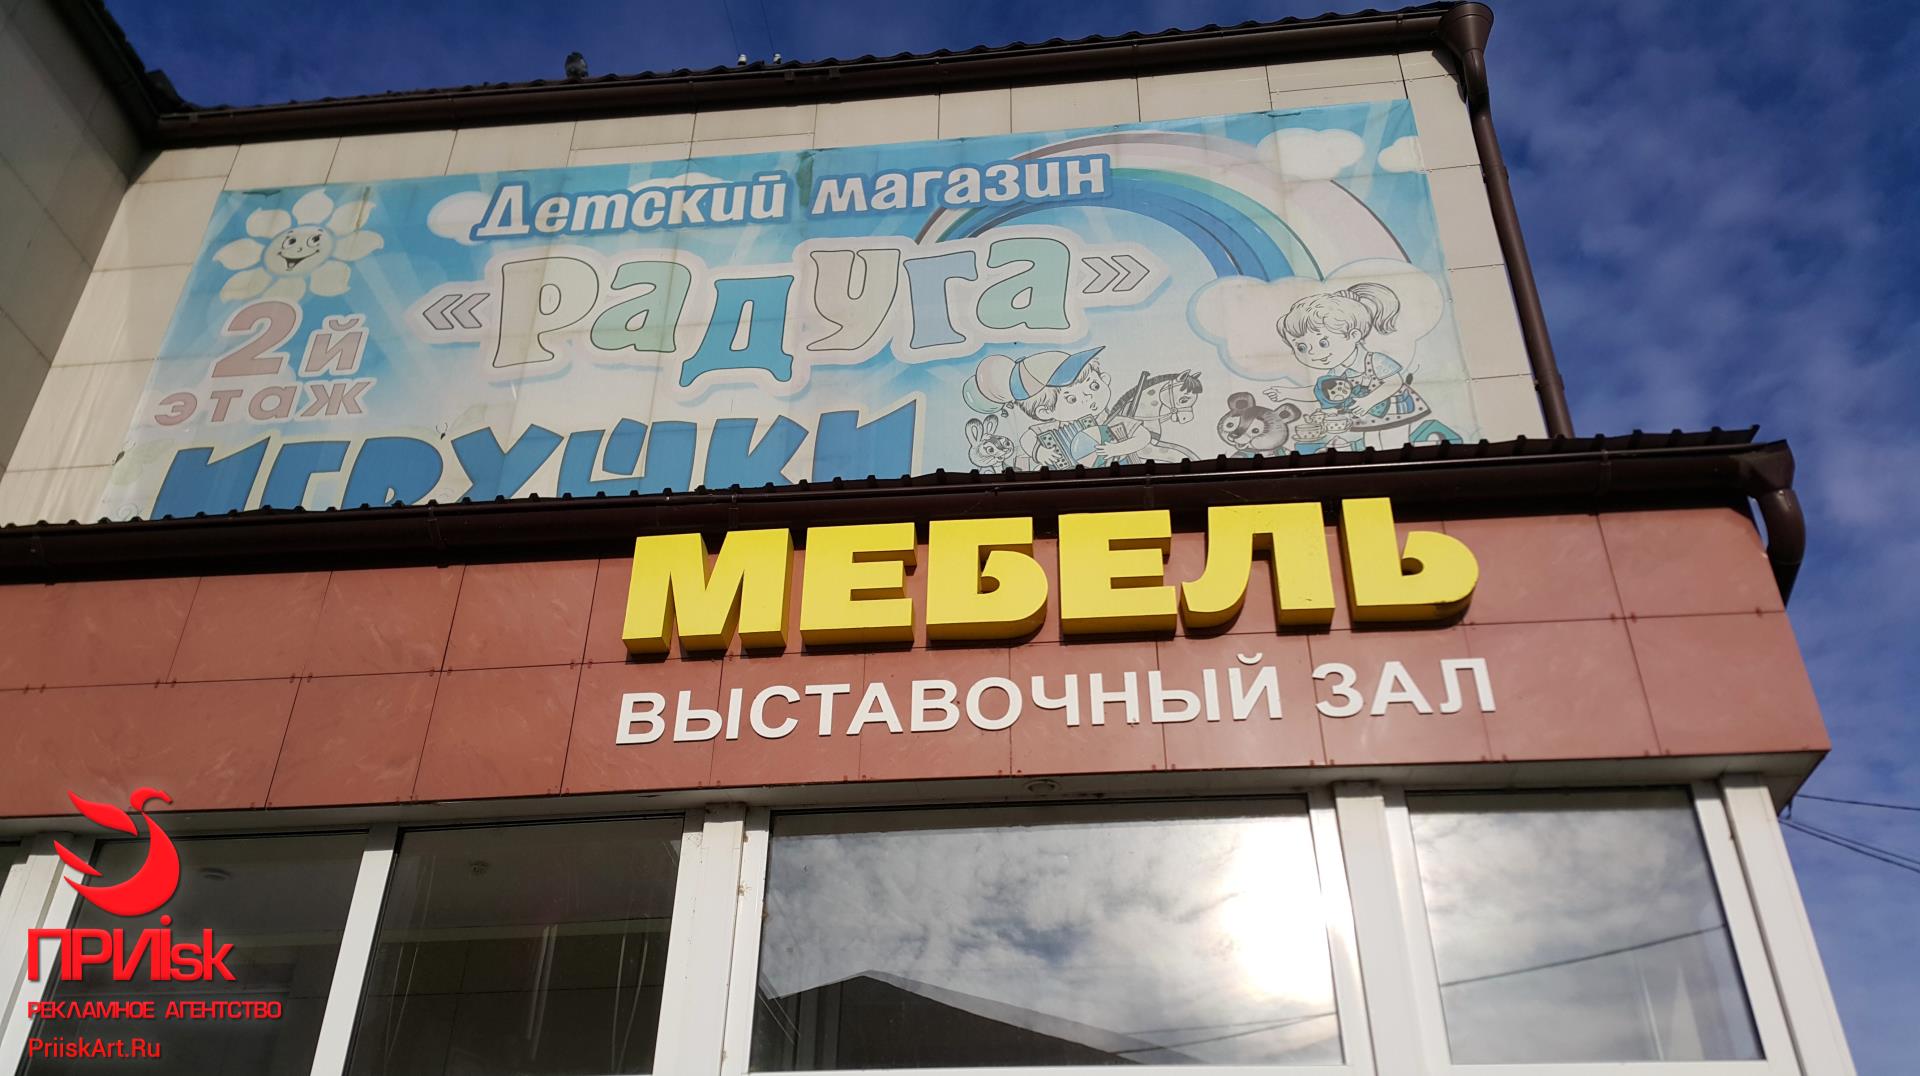 Детский магазин
«Радуга»
2й
этаж
ИГРУШКИ
МЕБЕЛЬ
ВЫСТАВОЧНЫЙ ЗАЛ
ПРИisk
РЕКЛАМНОЕ АГЕНТСТВО
PriiskArt.Ru